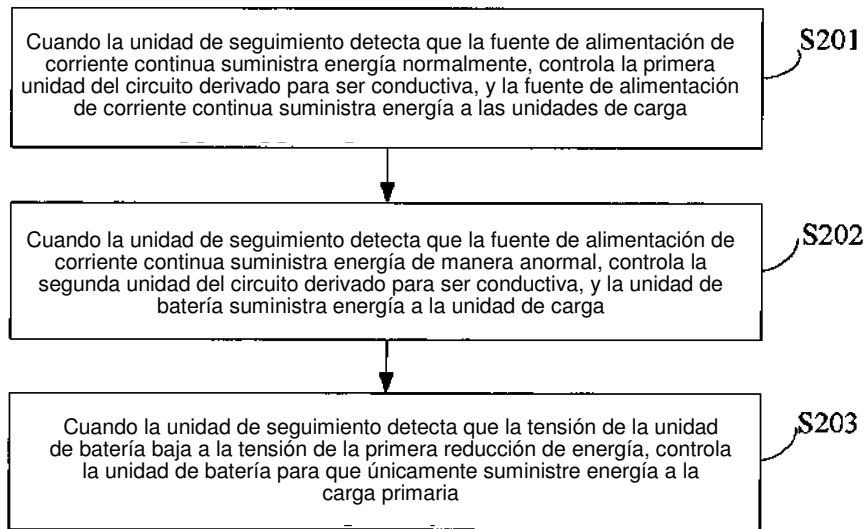 Cuando la unidad de seguimiento detecta que la fuente de alimentación de
corriente continua suministra energía normalmente, controla la primera
unidad del circuito derivado para ser conductiva, y la fuente de alimentación
de corriente continua suministra energía a las unidades de carga
S201
Cuando la unidad de seguimiento detecta que la fuente de alimentación de
corriente continua suministra energía de manera anormal, controla la
segunda unidad del circuito derivado para ser conductiva, y la unidad de
batería suministra energía a la unidad de carga
S202
Cuando la unidad de seguimiento detecta que la tensión de la unidad
de batería baja a la tensión de la primera reducción de energía, controla
la unidad de batería para que únicamente suministre energía a la
carga primaria
S203